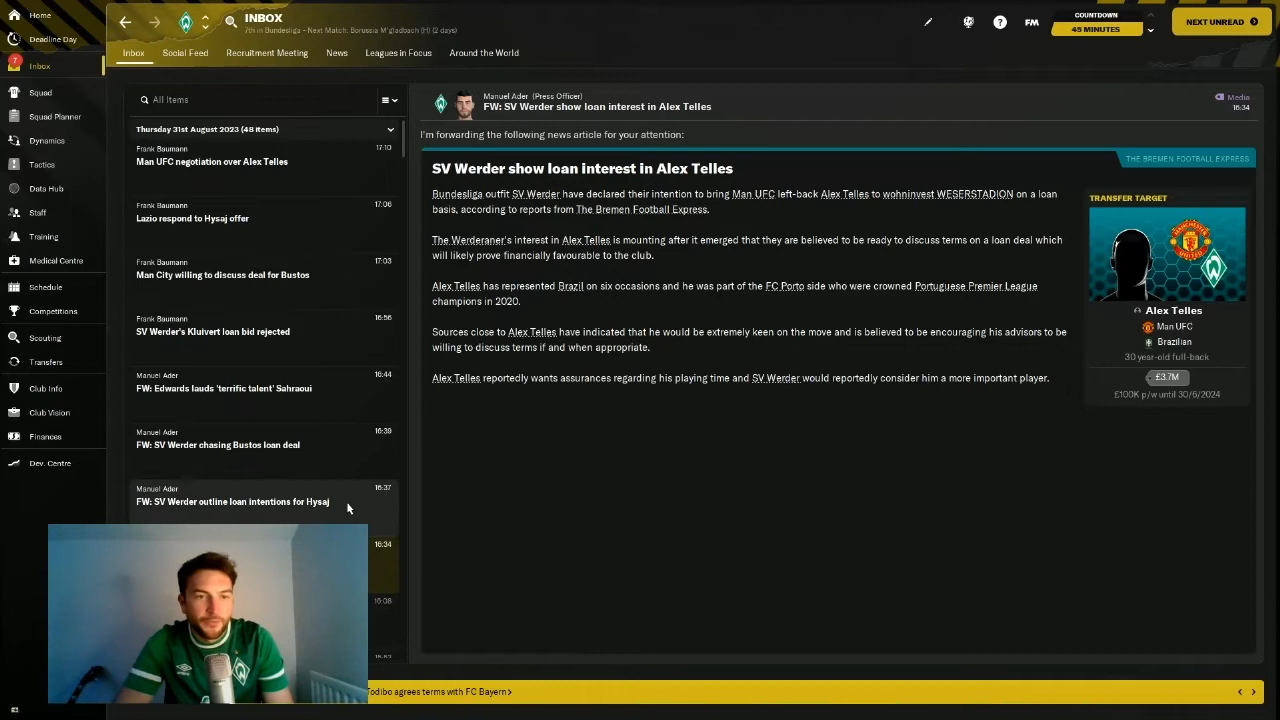 Home
Deadline Day
7
Inbox
Squad
Squad Planner
Dynamics
Tactics
Data Hub
Staff
Training
Medical Centre
Schedule
Competitions
Scouting
Transfers
Club Info
Club Vision
Finances
Dev. Centre
INBOX
7th in Bundesliga - Next Match: Borussia M'gladbach (H) (2 days)
FM
COUNTDOWN
45 MINUTES
NEXT UNREAD
Inbox
Social Feed
Recruitment Meeting
News
Leagues in Focus
Around the World
All Items
Thursday 31st August 2023 (48 items)
Frank Baumann 17:10
Man UFC negotiation over Alex Telles
Frank Baumann 17:06
Lazio respond to Hysaj offer
Frank Baumann 17:03
Man City willing to discuss deal for Bustos
Frank Baumann 16:56
SV Werder's Kluivert loan bid rejected
Manuel Ader 16:44
FW: Edwards lauds 'terrific talent' Sahraoui
Manuel Ader 16:39
FW: SV Werder chasing Bustos loan deal
Manuel Ader 16:37
FW: SV Werder outline loan intentions for Hysaj
16:34
16:08
Manuel Ader (Press Officer)
FW: SV Werder show loan interest in Alex Telles
Media
16:34
I'm forwarding the following news article for your attention:
THE BREMEN FOOTBALL EXPRESS
SV Werder show loan interest in Alex Telles
Bundesliga outfit SV Werder have declared their intention to bring Man UFC left-back Alex Telles to wohninvest WESERSTADION on a loan
basis, according to reports from The Bremen Football Express.
The Werderaner's interest in Alex Telles is mounting after it emerged that they are believed to be ready to discuss terms on a loan deal which
will likely prove financially favourable to the club.
Alex Telles has represented Brazil on six occasions and he was part of the FC Porto side who were crowned Portuguese Premier League
champions in 2020.
Sources close to Alex Telles have indicated that he would be extremely keen on the move and is believed to be encouraging his advisors to be
willing to discuss terms if and when appropriate.
Alex Telles reportedly wants assurances regarding his playing time and SV Werder would reportedly consider him a more important player.
TRANSFER TARGET
Alex Telles
Man UFC
Brazilian
30 year-old full-back
£3.7M
£100K p/w until 30/6/2024
Todibo agrees terms with FC Bayern